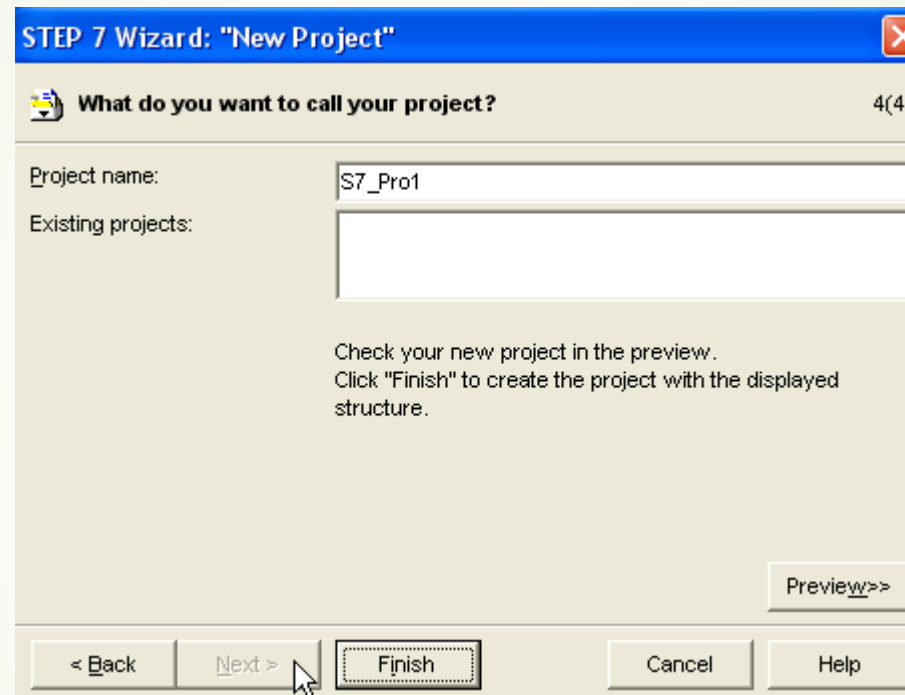 STEP 7 Wizard: "New Project"
What do you want to call your project? 4(4
Project name: S7_Pro1
Existing projects:
Check your new project in the preview.
Click "Finish" to create the project with the displayed
structure.
Preview>>
< Back Next > Finish Cancel Help